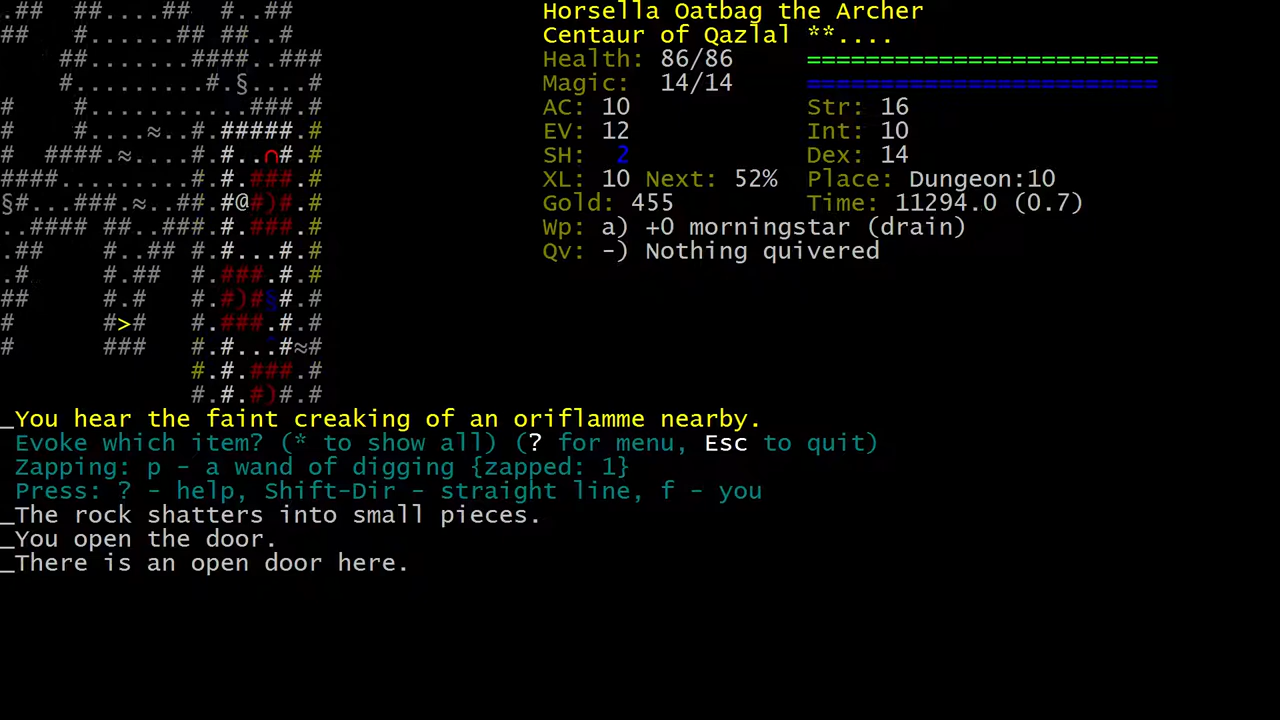 Horsella Oatbag the Archer
Centaur of Qazlal **....
Health: 86/86 ========================
Magic: 14/14 ========================
AC: 10 Str: 16
EV: 12 Int: 10
SH: 2 Dex: 14
XL: 10 Next: 52% Place: Dungeon:10
Gold: 455 Time: 11294.0 (0.7)
Wp: a) +0 morningstar (drain)
Qv: -) Nothing quivered
_You hear the faint creaking of an oriflamme nearby.
Evoke which item? (* to show all) (? for menu, Esc to quit)
Zapping: p - a wand of digging {zapped: 1}
Press: ? - help, Shift-Dir - straight line, f - you
_The rock shatters into small pieces.
_You open the door.
_There is an open door here.